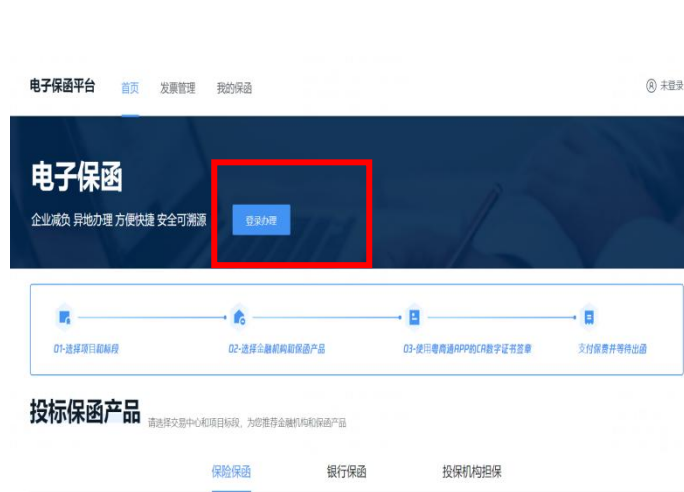 电子保函平台 首页 发票管理 我的保函 未登录
电子保函
企业减负 异地办理 方便快捷 安全可溯源 登录办理
01-选择项目和标段 02-选择金融机构和保函产品 03-使用粤商通APP的CA数字证书签章 支付保费并等待出函
投标保函产品 请选择交易中心和项目标段，为您推荐金融机构和保函产品
保险保函 银行保函 投保机构担保